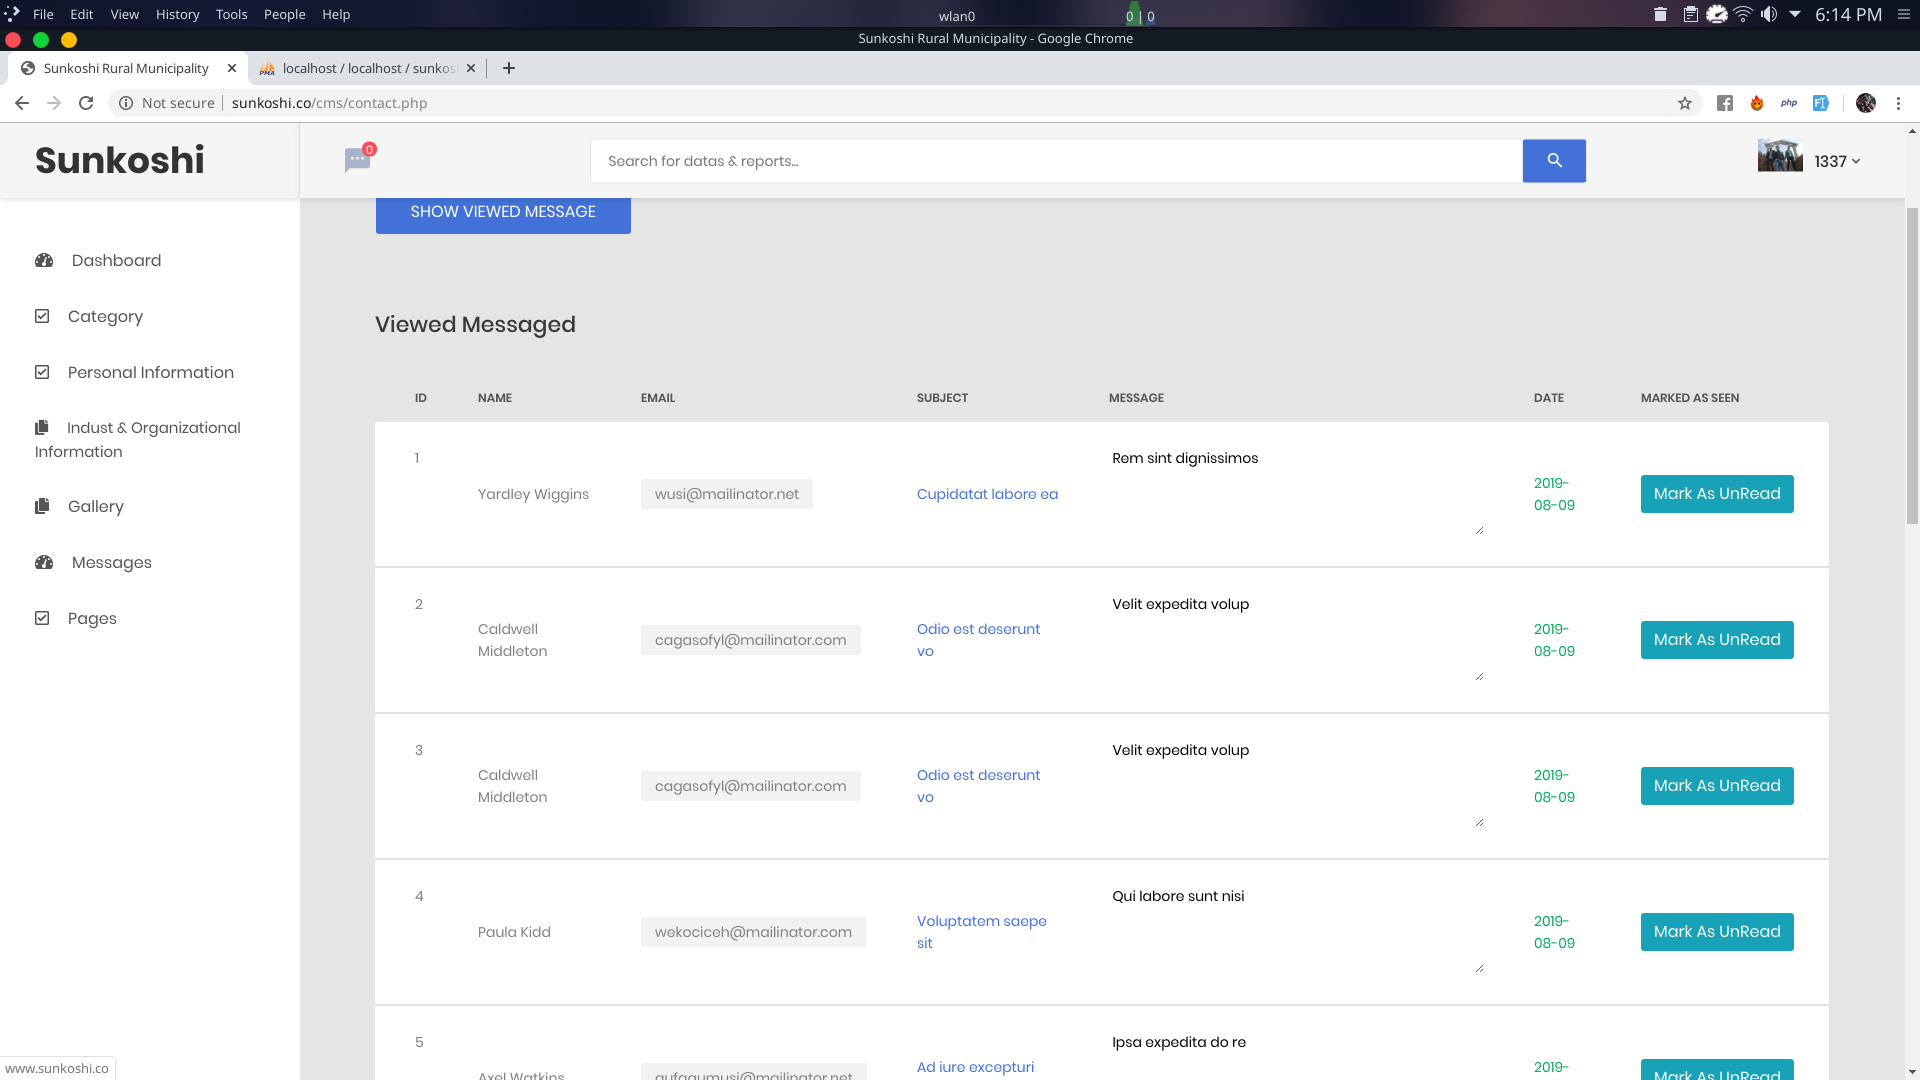 File Edit View History Tools People Help
wlan0
0 | 0
6:14 PM
Sunkoshi Rural Municipality - Google Chrome
Sunkoshi Rural Municipality
localhost / localhost / sunkos
Not secure
sunkoshi.co/cms/contact.php
php
Sunkoshi
0
Search for datas & reports...
1337
SHOW VIEWED MESSAGE
Dashboard
Category
Personal Information
Indust & Organizational
Information
Gallery
Messages
Pages
Viewed Messaged
ID NAME EMAIL SUBJECT MESSAGE DATE MARKED AS SEEN
1
Yardley Wiggins
wusi@mailinator.net
Cupidatat labore ea
Rem sint dignissimos
2019-
08-09
Mark As UnRead
2
Caldwell
Middleton
cagasofyl@mailinator.com
Odio est deserunt
vo
Velit expedita volup
2019-
08-09
Mark As UnRead
3
Caldwell
Middleton
cagasofyl@mailinator.com
Odio est deserunt
vo
Velit expedita volup
2019-
08-09
Mark As UnRead
4
Paula Kidd
wekociceh@mailinator.com
Voluptatem saepe
sit
Qui labore sunt nisi
2019-
08-09
Mark As UnRead
5
Axel Watkins
Ad iure excepturi
Ipsa expedita do re
2019-
Mark As UnRead
www.sunkoshi.co